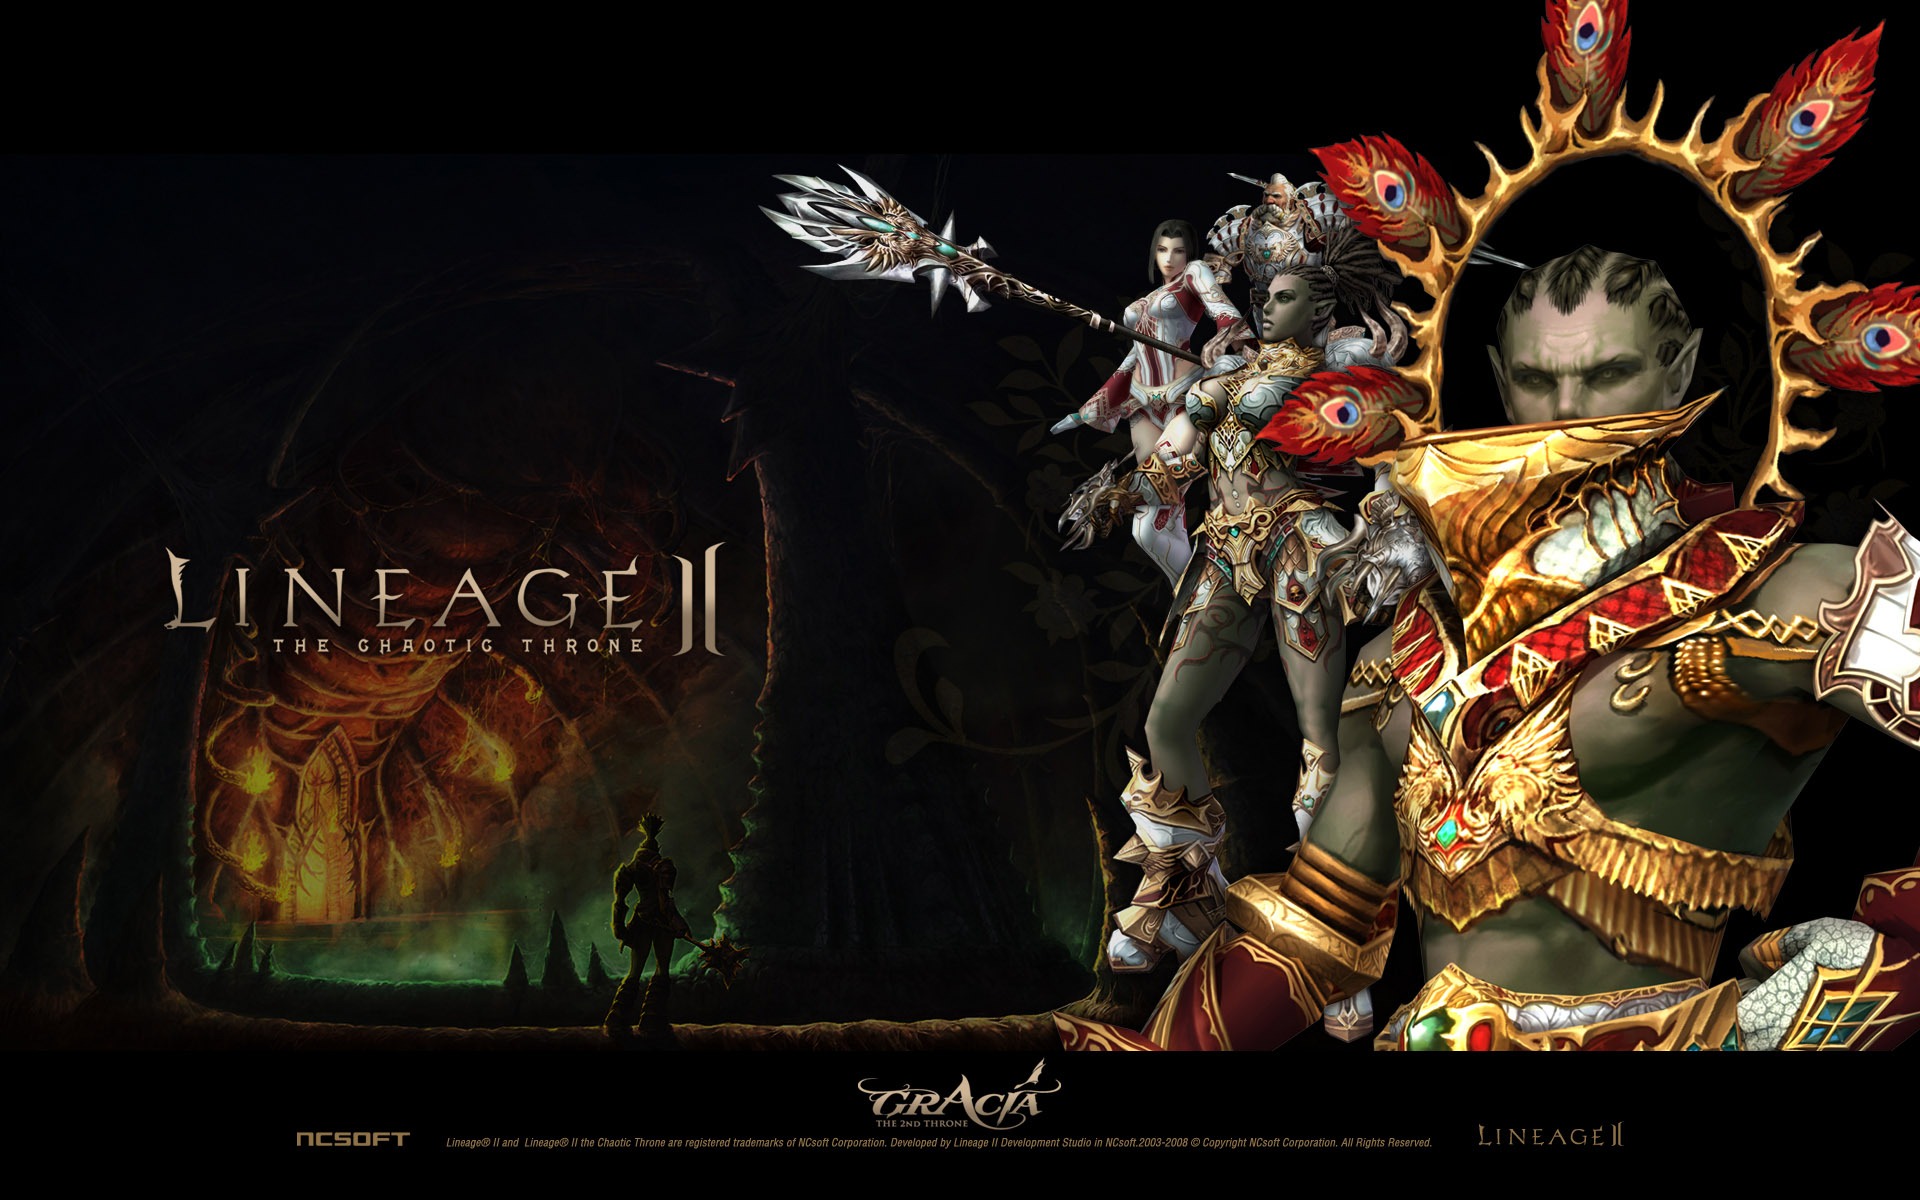 LINEAGE II
THE CHAOTIC THRONE
GRACIA
THE 2ND THRONE
NCSOFT
Lineage® II and Lineage® II the Chaotic Throne are registered trademarks of NCsoft Corporation. Developed by Lineage II Development Studio in NCsoft.2003-2008 © Copyright NCsoft Corporation. All Rights Reserved.
LINEAGE II